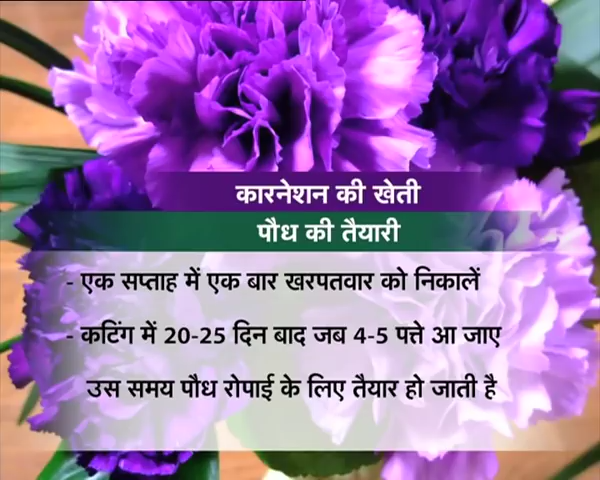 कारनेशन की खेती
पौध की तैयारी
- एक सप्ताह में एक बार खरपतवार को निकालें
- कटिंग में 20-25 दिन बाद जब 4-5 पत्ते आ जाए
उस समय पौध रोपाई के लिए तैयार हो जाती है